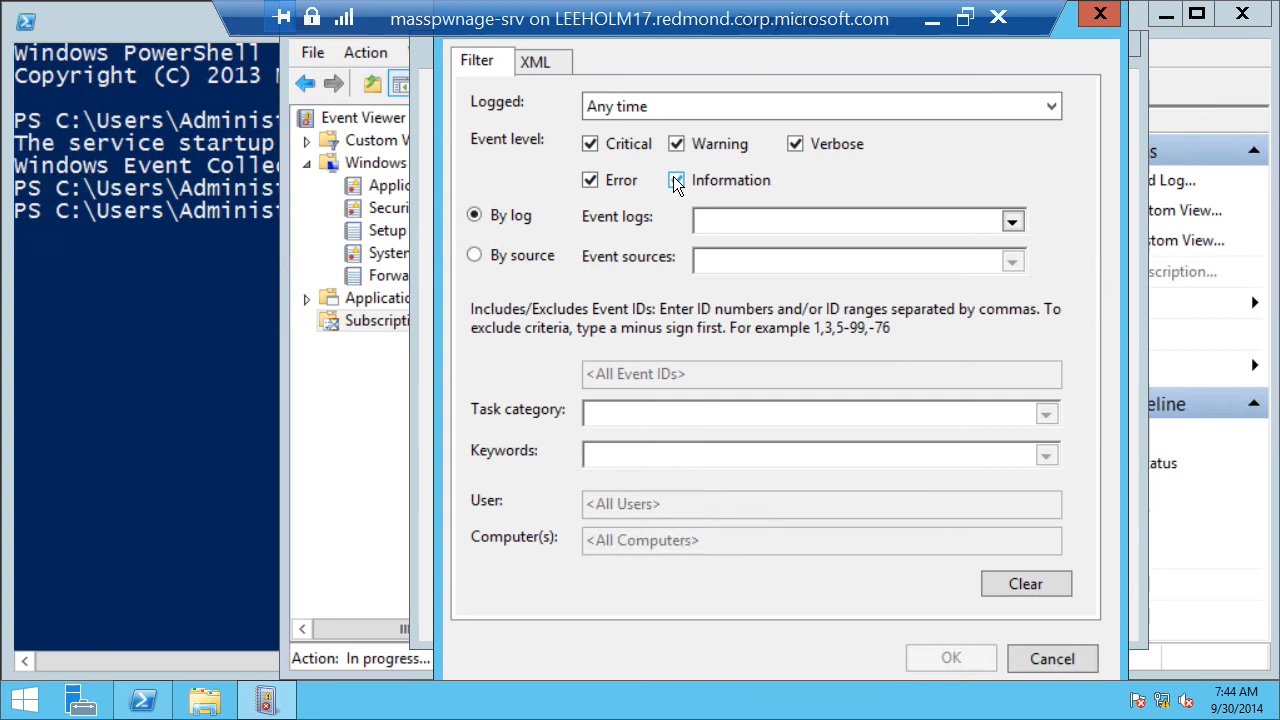 masspwnage-srv on LEEHOLM17.redmond.corp.microsoft.com
Windows PowerShell
Copyright (C) 2013
PS C:\Users\Adminis
The service startup
Windows Event Colle
PS C:\Users\Adminis
PS C:\Users\Adminis
File Action
Event Viewer
Custom V
Windows
Applic
Securi
Setup
System
Forwa
Applicatio
Subscripti
Action: In progress...
Filter XML
Logged: Any time
Event level: Critical Warning Verbose
Error Information
By log Event logs:
By source Event sources:
Includes/Excludes Event IDs: Enter ID numbers and/or ID ranges separated by commas. To
exclude criteria, type a minus sign first. For example 1,3,5-99,-76
<All Event IDs>
Task category:
Keywords:
User: <All Users>
Computer(s): <All Computers>
Clear
OK Cancel
s
d Log...
tom View...
stom View...
scription...
eline
tatus
7:44 AM
9/30/2014